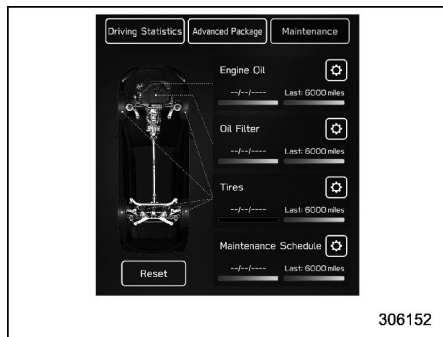 Driving Statistics Advanced Package Maintenance
Engine Oil
--/--/---- Last: 6000 miles
Oil Filter
--/--/---- Last: 6000 miles
Tires
--/--/---- Last: 6000 miles
Maintenance Schedule
--/--/---- Last: 6000 miles
Reset
306152